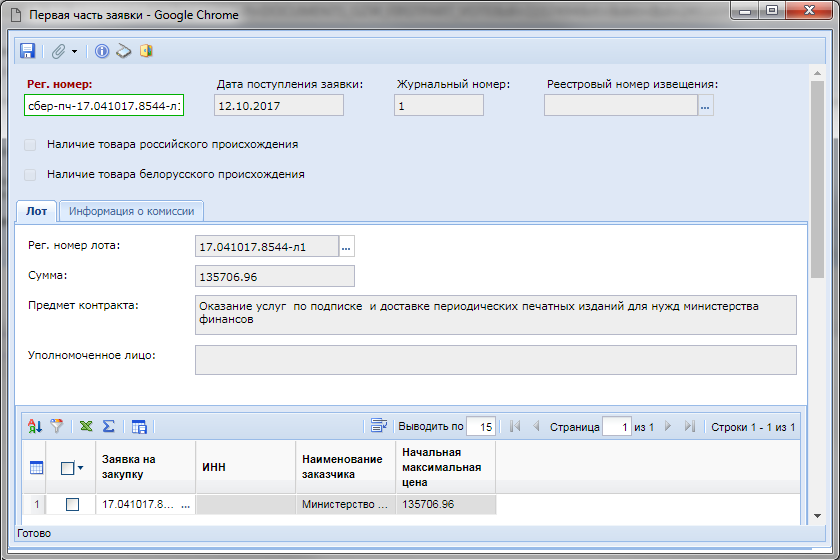 Первая часть заявки - Google Chrome
Рег. номер: Дата поступления заявки: Журнальный номер: Реестровый номер извещения:
сбер-пч-17.041017.8544-л1 12.10.2017 1 ...
Наличие товара российского происхождения
Наличие товара белорусского происхождения
Лот Информация о комиссии
Рег. номер лота: 17.041017.8544-л1 ...
Сумма: 135706.96
Предмет контракта: Оказание услуг по подписке и доставке периодических печатных изданий для нужд министерства
финансов
Уполномоченное лицо:
Выводить по 15 Страница 1 из 1 Строки 1 - 1 из 1
Заявка на
закупку
ИНН
Наименование
заказчика
Начальная
максимальная
цена
1 17.041017.8... ... Министерство ... 135706.96
Готово